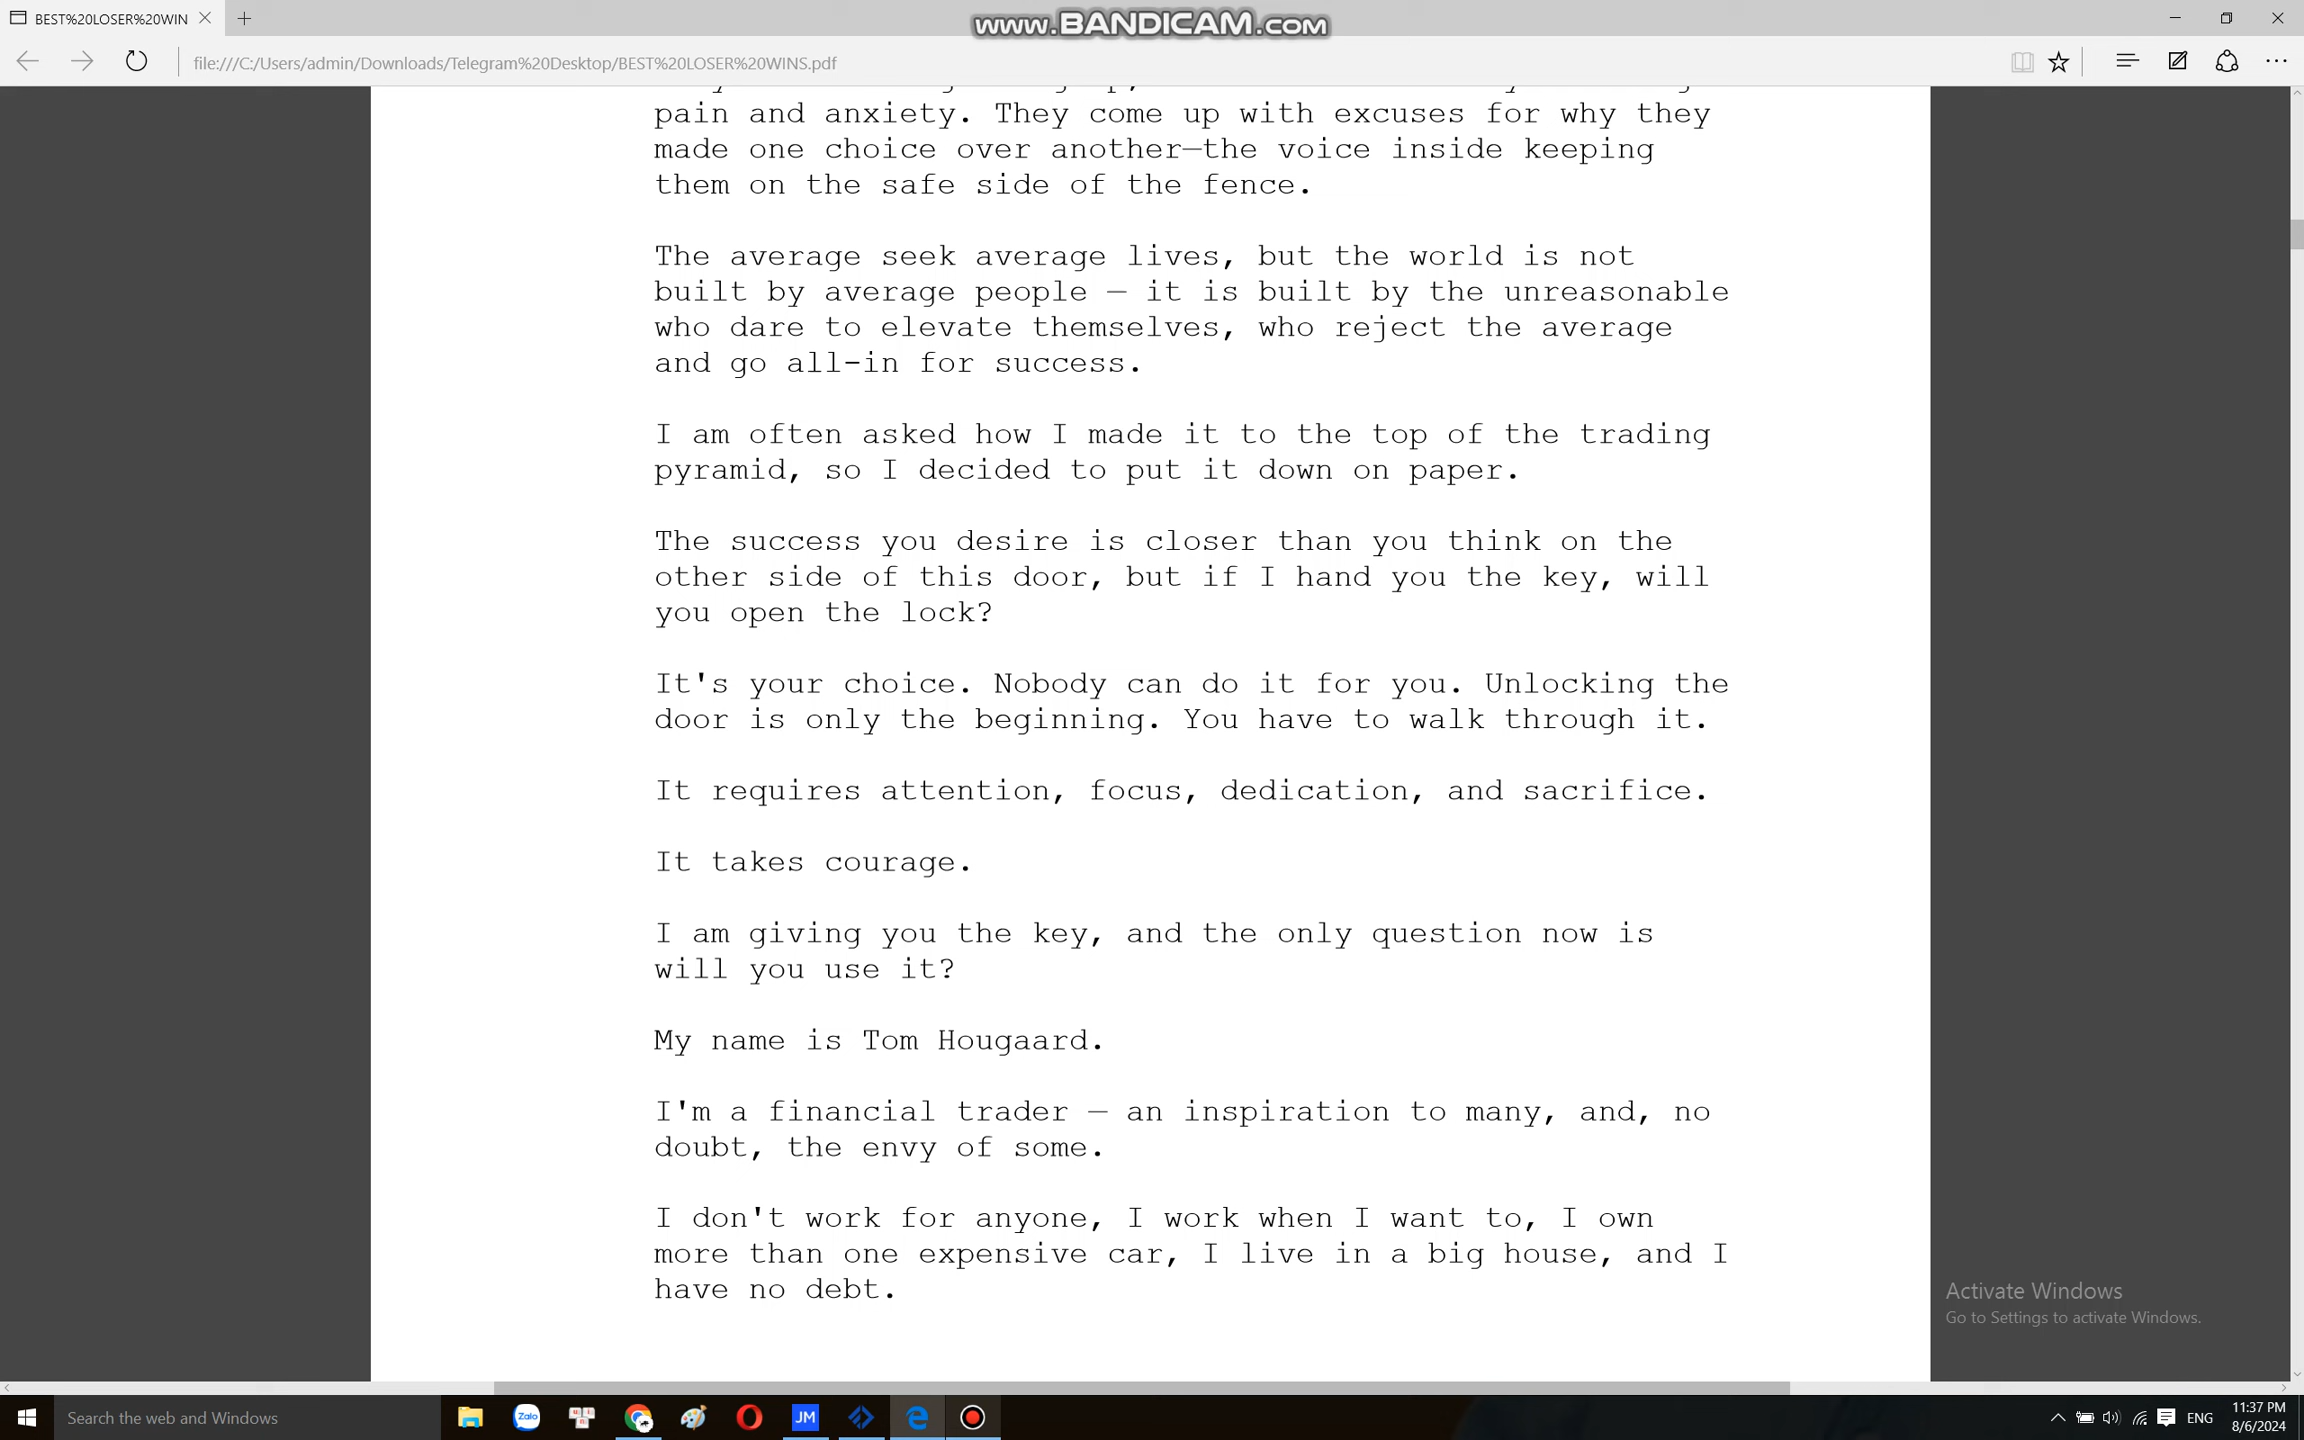 BEST%20LOSER%20WIN
www.BANDICAM.com
file:///C:/Users/admin/Downloads/Telegram%20Desktop/BEST%20LOSER%20WINS.pdf
pain and anxiety. They come up with excuses for why they
made one choice over another—the voice inside keeping
them on the safe side of the fence.
The average seek average lives, but the world is not
built by average people — it is built by the unreasonable
who dare to elevate themselves, who reject the average
and go all-in for success.
I am often asked how I made it to the top of the trading
pyramid, so I decided to put it down on paper.
The success you desire is closer than you think on the
other side of this door, but if I hand you the key, will
you open the lock?
It's your choice. Nobody can do it for you. Unlocking the
door is only the beginning. You have to walk through it.
It requires attention, focus, dedication, and sacrifice.
It takes courage.
I am giving you the key, and the only question now is
will you use it?
My name is Tom Hougaard.
I'm a financial trader — an inspiration to many, and, no
doubt, the envy of some.
I don't work for anyone, I work when I want to, I own
more than one expensive car, I live in a big house, and I
have no debt.
Activate Windows
Go to Settings to activate Windows.
Search the web and Windows
Zalo
JM
ENG
11:37 PM
8/6/2024